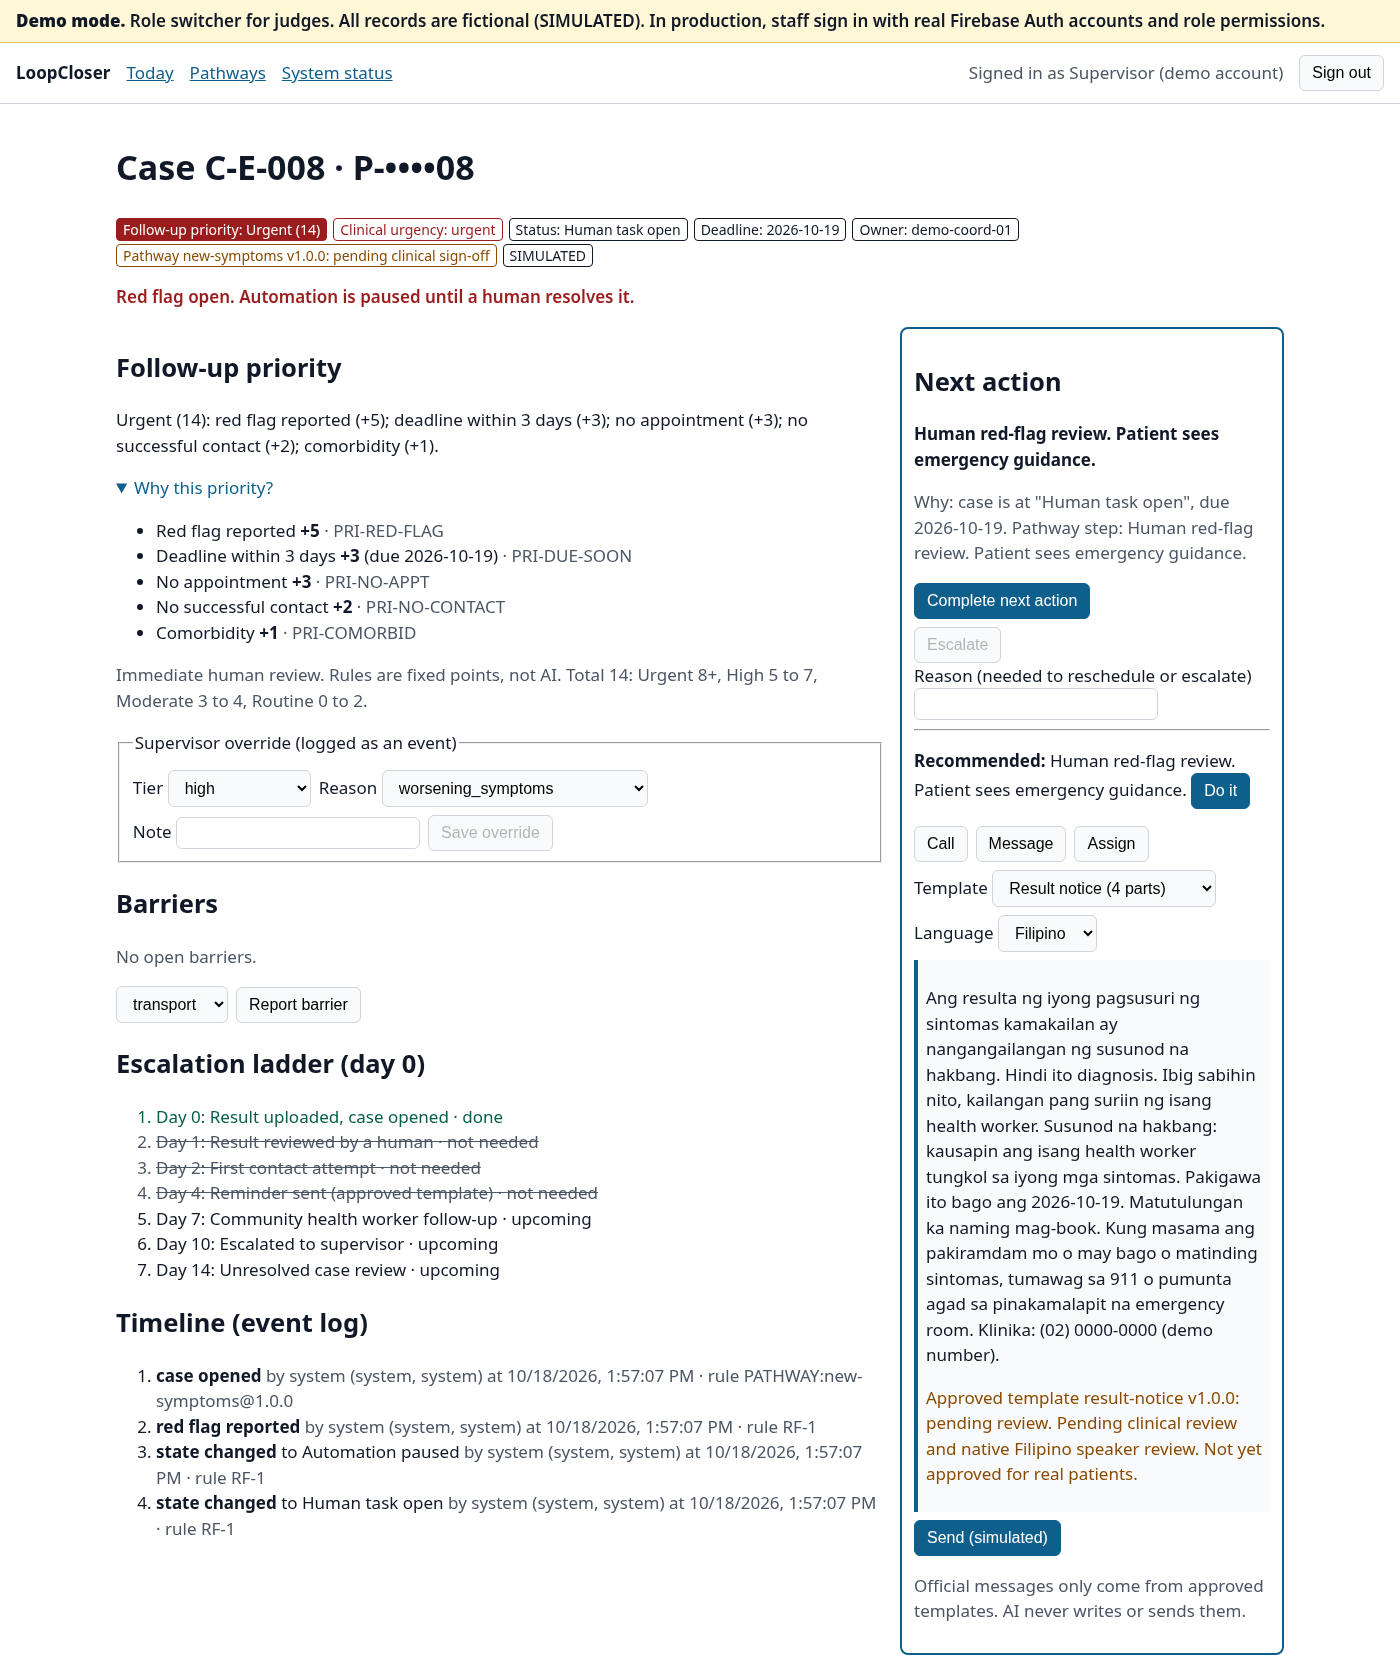 Demo mode. Role switcher for judges. All records are fictional (SIMULATED). In production, staff sign in with real Firebase Auth accounts and role permissions.
LoopCloser Today Pathways System status
Signed in as Supervisor (demo account) Sign out
Case C-E-008 · P-••••08
Follow-up priority: Urgent (14) Clinical urgency: urgent Status: Human task open Deadline: 2026-10-19 Owner: demo-coord-01
Pathway new-symptoms v1.0.0: pending clinical sign-off SIMULATED
Red flag open. Automation is paused until a human resolves it.
Follow-up priority
Urgent (14): red flag reported (+5); deadline within 3 days (+3); no appointment (+3); no
successful contact (+2); comorbidity (+1).
▼ Why this priority?
• Red flag reported +5 · PRI-RED-FLAG
• Deadline within 3 days +3 (due 2026-10-19) · PRI-DUE-SOON
• No appointment +3 · PRI-NO-APPT
• No successful contact +2 · PRI-NO-CONTACT
• Comorbidity +1 · PRI-COMORBID
Immediate human review. Rules are fixed points, not AI. Total 14: Urgent 8+, High 5 to 7,
Moderate 3 to 4, Routine 0 to 2.
Supervisor override (logged as an event)
Tier high Reason worsening_symptoms
Note Save override
Barriers
No open barriers.
transport Report barrier
Escalation ladder (day 0)
1. Day 0: Result uploaded, case opened · done
2. Day 1: Result reviewed by a human · not needed
3. Day 2: First contact attempt · not needed
4. Day 4: Reminder sent (approved template) · not needed
5. Day 7: Community health worker follow-up · upcoming
6. Day 10: Escalated to supervisor · upcoming
7. Day 14: Unresolved case review · upcoming
Timeline (event log)
1. case opened by system (system, system) at 10/18/2026, 1:57:07 PM · rule PATHWAY:new-
symptoms@1.0.0
2. red flag reported by system (system, system) at 10/18/2026, 1:57:07 PM · rule RF-1
3. state changed to Automation paused by system (system, system) at 10/18/2026, 1:57:07
PM · rule RF-1
4. state changed to Human task open by system (system, system) at 10/18/2026, 1:57:07 PM
· rule RF-1
Next action
Human red-flag review. Patient sees
emergency guidance.
Why: case is at "Human task open", due
2026-10-19. Pathway step: Human red-flag
review. Patient sees emergency guidance.
Complete next action
Escalate
Reason (needed to reschedule or escalate)
Recommended: Human red-flag review.
Patient sees emergency guidance. Do it
Call Message Assign
Template Result notice (4 parts)
Language Filipino
Ang resulta ng iyong pagsusuri ng
sintomas kamakailan ay
nangangailangan ng susunod na
hakbang. Hindi ito diagnosis. Ibig sabihin
nito, kailangan pang suriin ng isang
health worker. Susunod na hakbang:
kausapin ang isang health worker
tungkol sa iyong mga sintomas. Pakigawa
ito bago ang 2026-10-19. Matutulungan
ka naming mag-book. Kung masama ang
pakiramdam mo o may bago o matinding
sintomas, tumawag sa 911 o pumunta
agad sa pinakamalapit na emergency
room. Klinika: (02) 0000-0000 (demo
number).
Approved template result-notice v1.0.0:
pending review. Pending clinical review
and native Filipino speaker review. Not yet
approved for real patients.
Send (simulated)
Official messages only come from approved
templates. AI never writes or sends them.